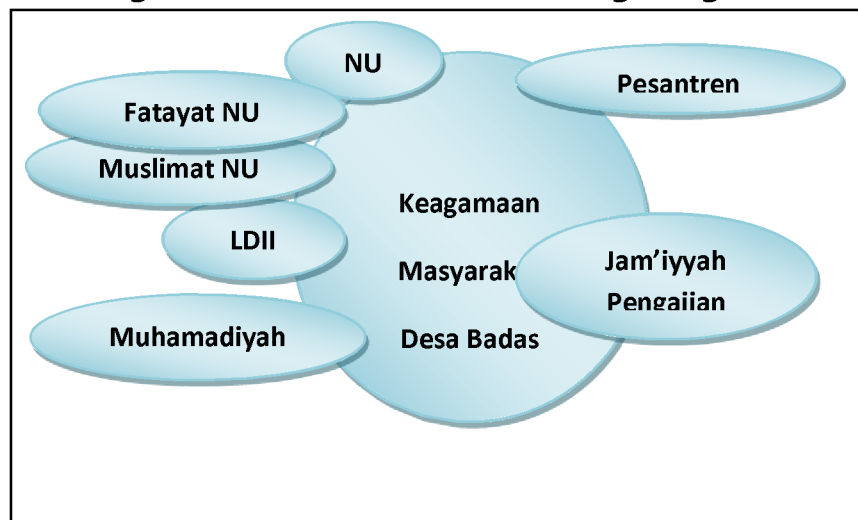 NU
Pesantren
Fatayat NU
Muslimat NU
LDII
Muhamadiyah
Keagamaan
Masyarak
Desa Badas
Jam’iyyah
Pengajian